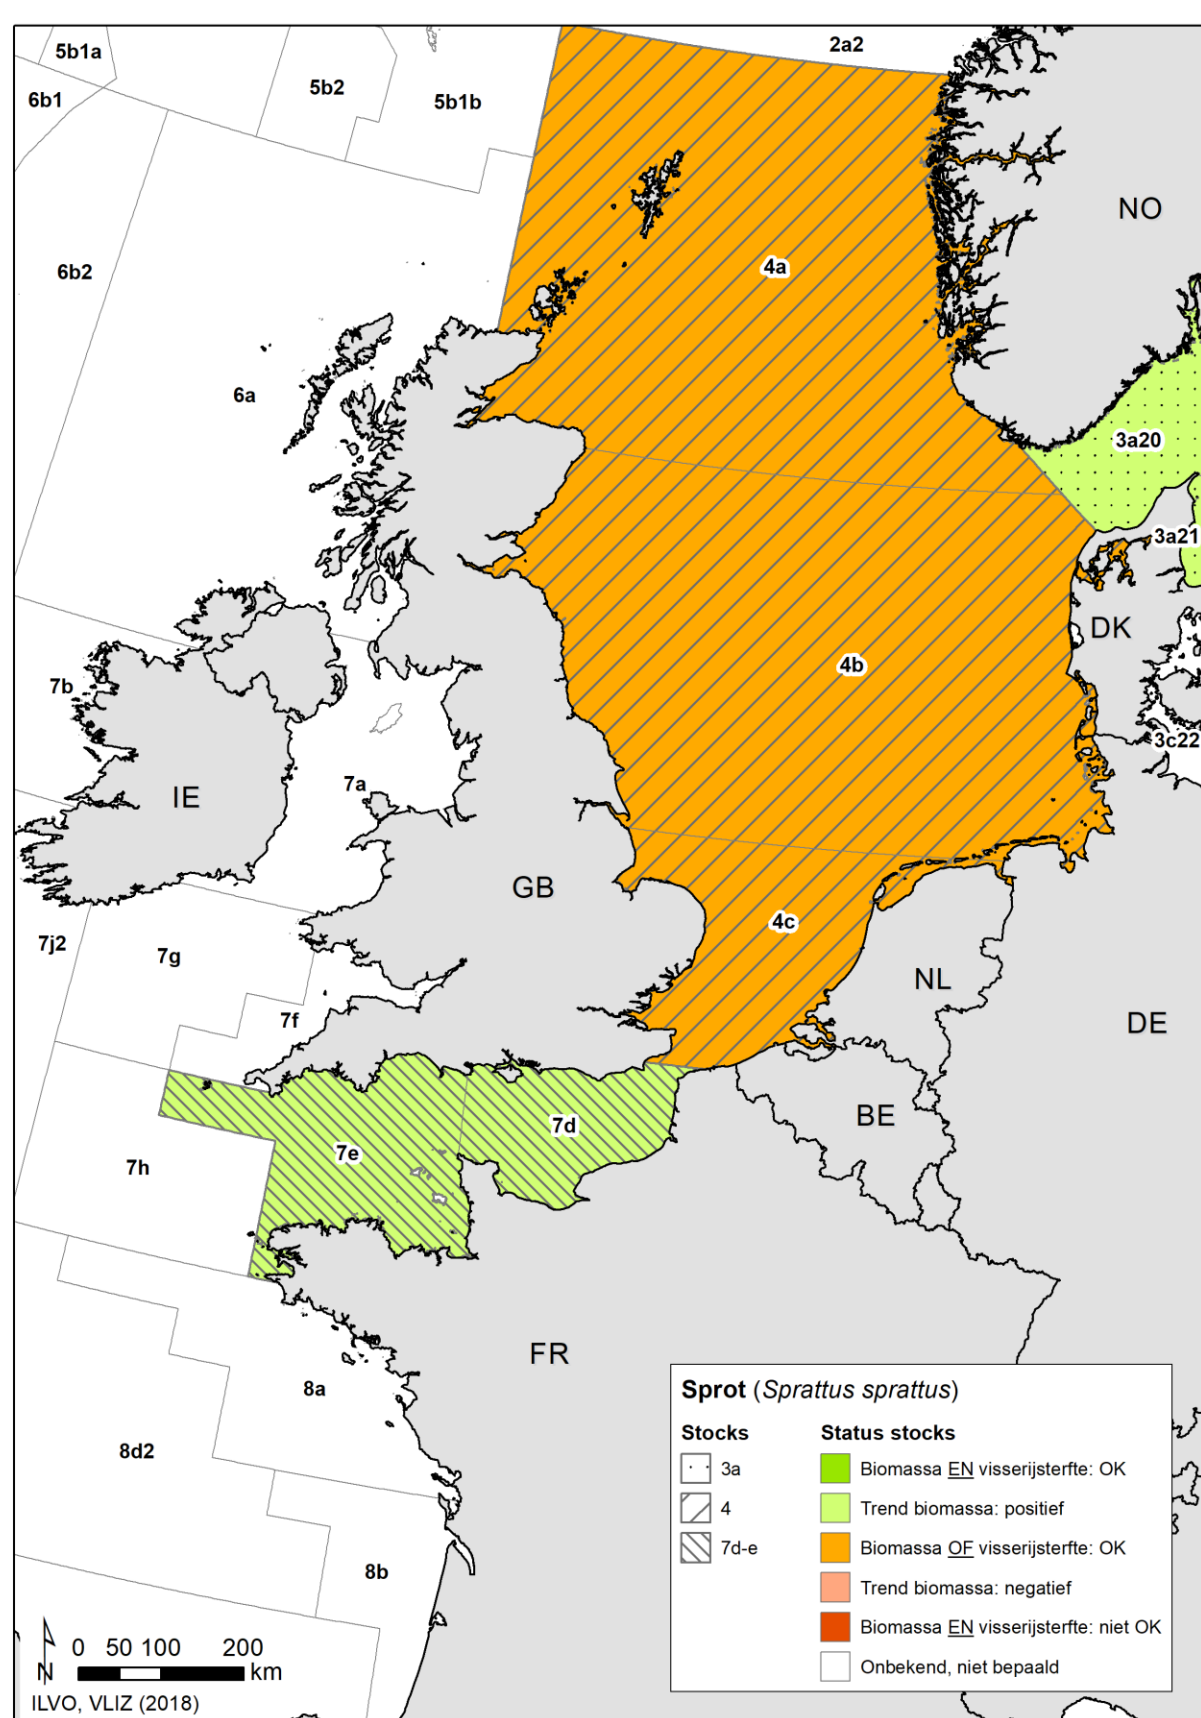 2a2
5b1a
5b2
5b1b
6b1
NO
6b2
4a
6a
3a20
3a21
DK
4b
7b
3c22
7a
IE
GB
4c
7j2
7g
NL
7f
DE
BE
7d
7e
7h
FR
8a
8d2
8b
Sprot (Sprattus sprattus)
Stocks
3a
4
7d-e
Status stocks
Biomassa EN visserijsterfte: OK
Trend biomassa: positief
Biomassa OF visserijsterfte: OK
Trend biomassa: negatief
Biomassa EN visserijsterfte: niet OK
Onbekend, niet bepaald
N
0 50 100 200
km
ILVO, VLIZ (2018)